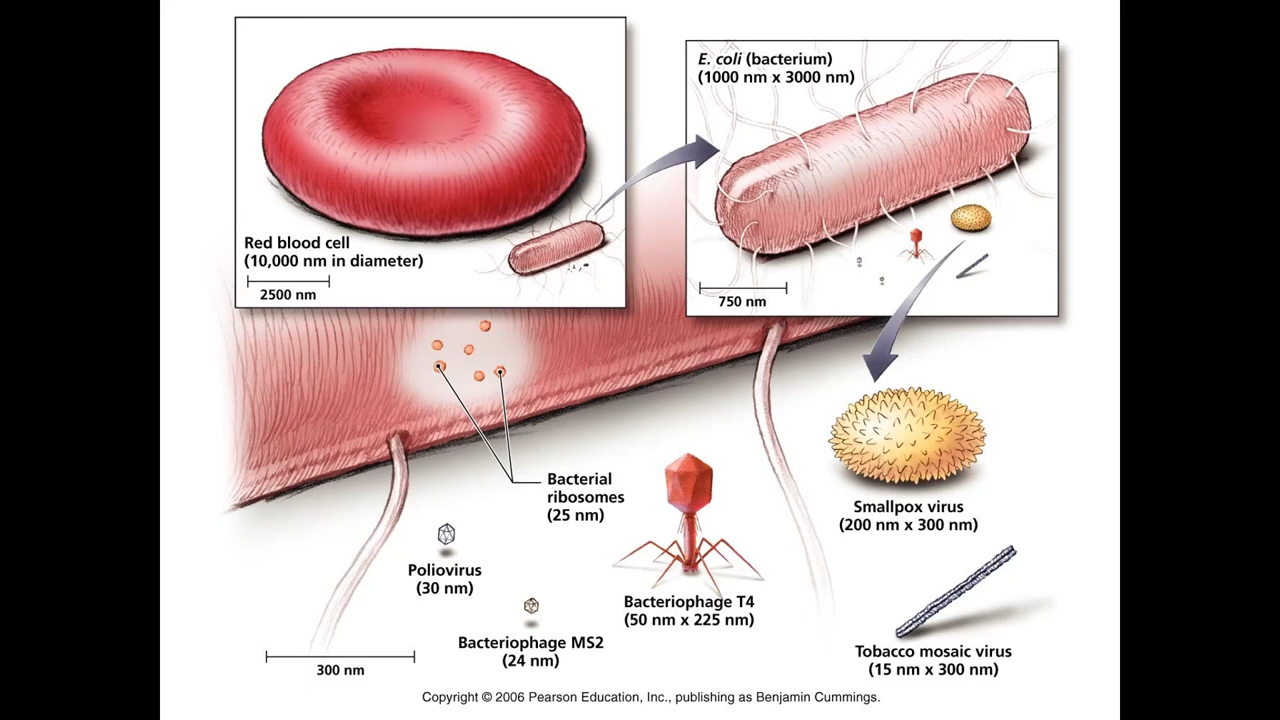 Red blood cell
(10,000 nm in diameter)
2500 nm
E. coli (bacterium)
(1000 nm x 3000 nm)
750 nm
Bacterial
ribosomes
(25 nm)
Poliovirus
(30 nm)
Bacteriophage MS2
(24 nm)
Bacteriophage T4
(50 nm x 225 nm)
Smallpox virus
(200 nm x 300 nm)
Tobacco mosaic virus
(15 nm x 300 nm)
300 nm
Copyright © 2006 Pearson Education, Inc., publishing as Benjamin Cummings.